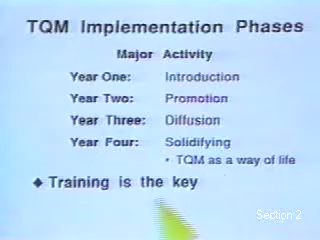 TQM Implementation Phases
Major Activity
Year One: Introduction
Year Two: Promotion
Year Three: Diffusion
Year Four: Solidifying
• TQM as a way of life
◆ Training is the key
Section 2